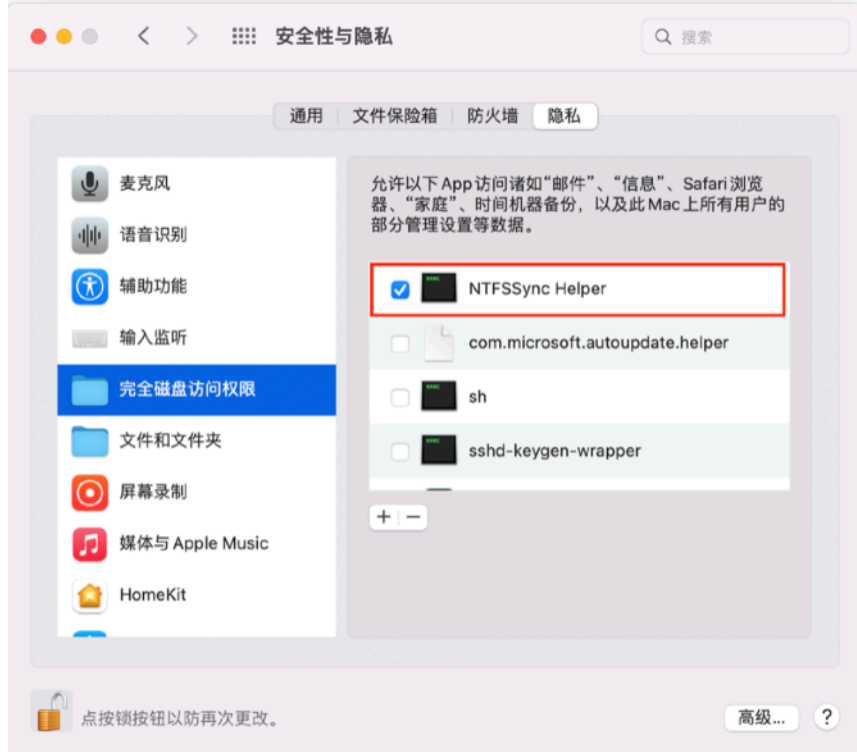 安全性与隐私
搜索
通用
文件保险箱
防火墙
隐私
麦克风
语音识别
辅助功能
输入监听
完全磁盘访问权限
文件和文件夹
屏幕录制
媒体与 Apple Music
HomeKit
允许以下 App 访问诸如“邮件”、“信息”、Safari 浏览
器、“家庭”、时间机器备份，以及此 Mac 上所有用户的
部分管理设置等数据。
NTFSSync Helper
com.microsoft.autoupdate.helper
sh
sshd-keygen-wrapper
点按锁按钮以防再次更改。
高级...
?